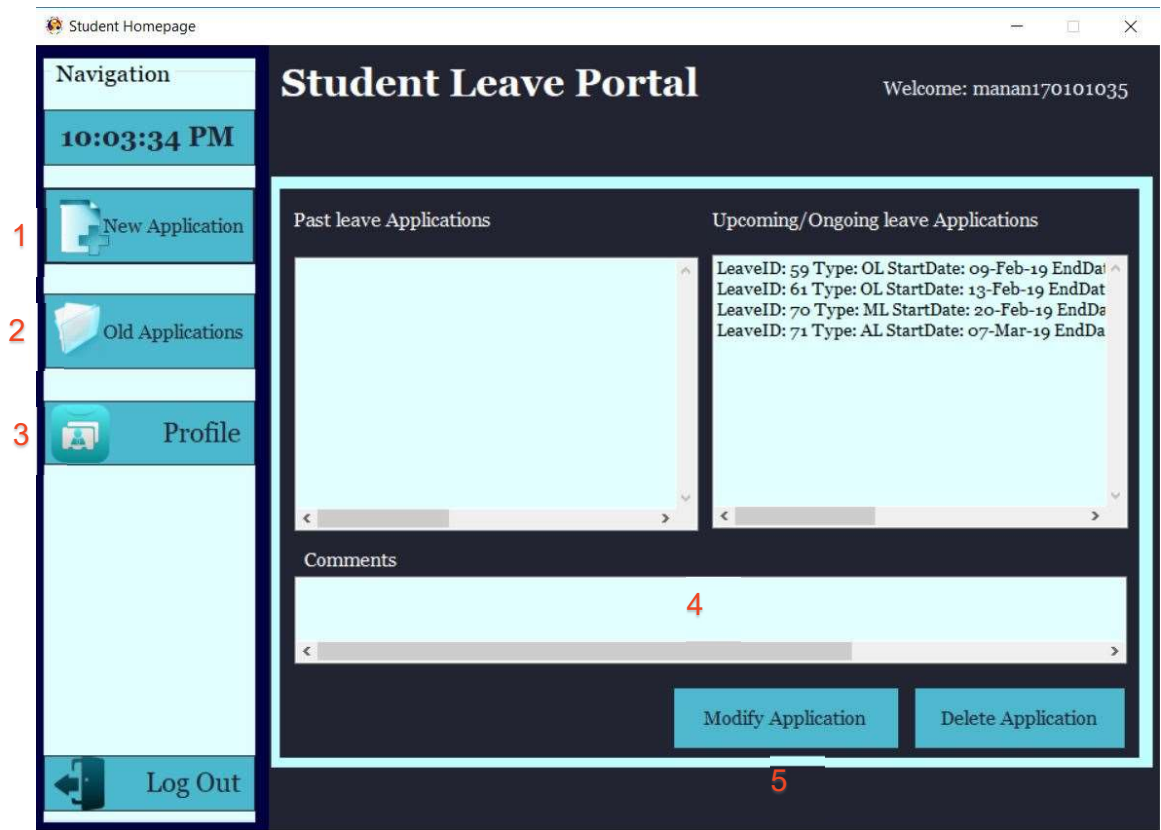 Student Homepage
Navigation
10:03:34 PM
Student Leave Portal
Welcome: manan170101035
1
New Application
2
Old Applications
3
Profile
Log Out
Past leave Applications
Upcoming/Ongoing leave Applications
LeaveID: 59 Type: OL StartDate: 09-Feb-19 EndDat
LeaveID: 61 Type: OL StartDate: 13-Feb-19 EndDat
LeaveID: 70 Type: ML StartDate: 20-Feb-19 EndDa
LeaveID: 71 Type: AL StartDate: 07-Mar-19 EndDa
Comments
4
Modify Application
Delete Application
5